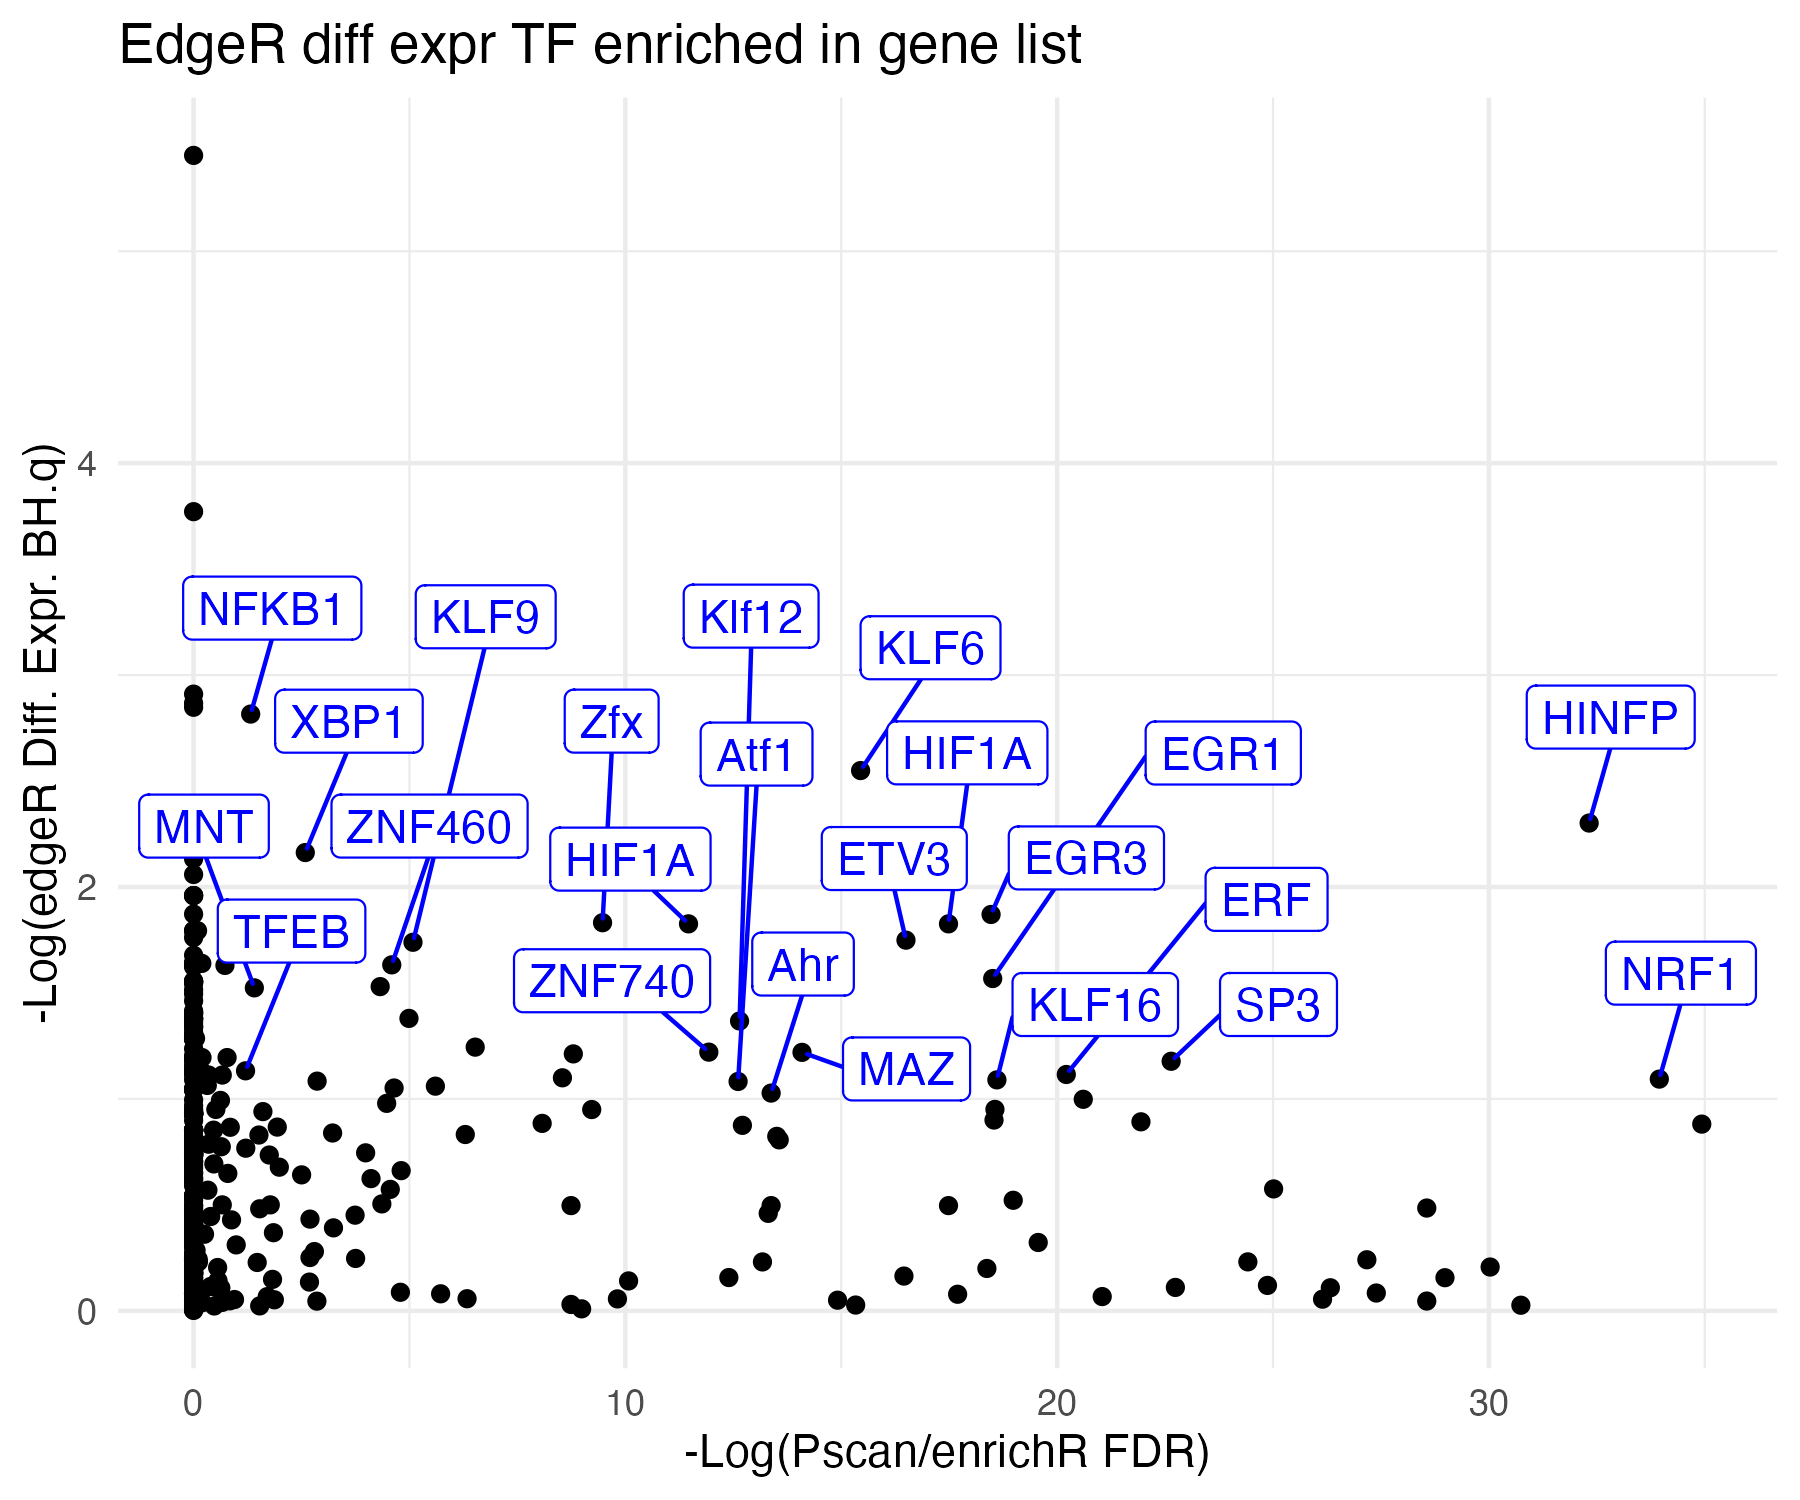 EdgeR diff expr TF enriched in gene list
-Log(edgeR Diff. Expr. BH.q)
4
2
0
NFKB1
KLF9
Klf12
KLF6
XBP1
Zfx
Atf1
HIF1A
EGR1
HINFP
MNT
ZNF460
HIF1A
ETV3
EGR3
ERF
TFEB
ZNF740
Ahr
KLF16
SP3
NRF1
MAZ
0
10
20
30
-Log(Pscan/enrichR FDR)